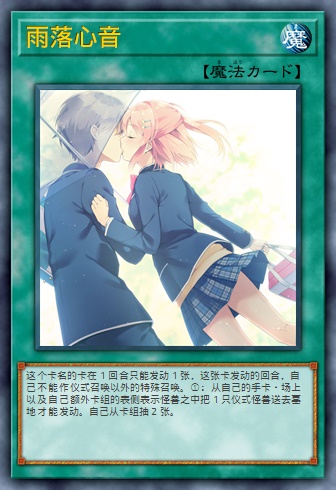 雨落心音
魔
【魔法カード】
这个卡名的卡在1回合只能发动1张，这张卡发动的回合，自
己不能作仪式召唤以外的特殊召唤。①：从自己的手卡·场上
以及自己额外卡组的表侧表示怪兽之中把1只仪式怪兽送去墓
地才能发动。自己从卡组抽2张。